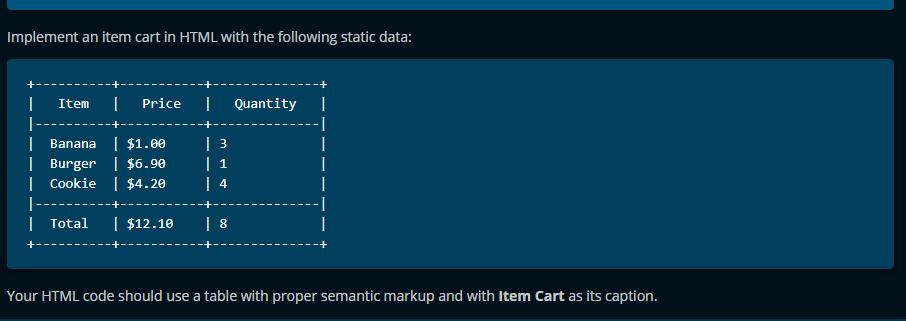 Implement an item cart in HTML with the following static data:
+----------+-----------+--------------+
|   Item   |   Price   |   Quantity   |
|----------+-----------+--------------|
|  Banana  | $1.00     | 3            |
|  Burger  | $6.90     | 1            |
|  Cookie  | $4.20     | 4            |
|----------+-----------+--------------|
|  Total   | $12.10    | 8            |
+----------+-----------+--------------+
Your HTML code should use a table with proper semantic markup and with Item Cart as its caption.